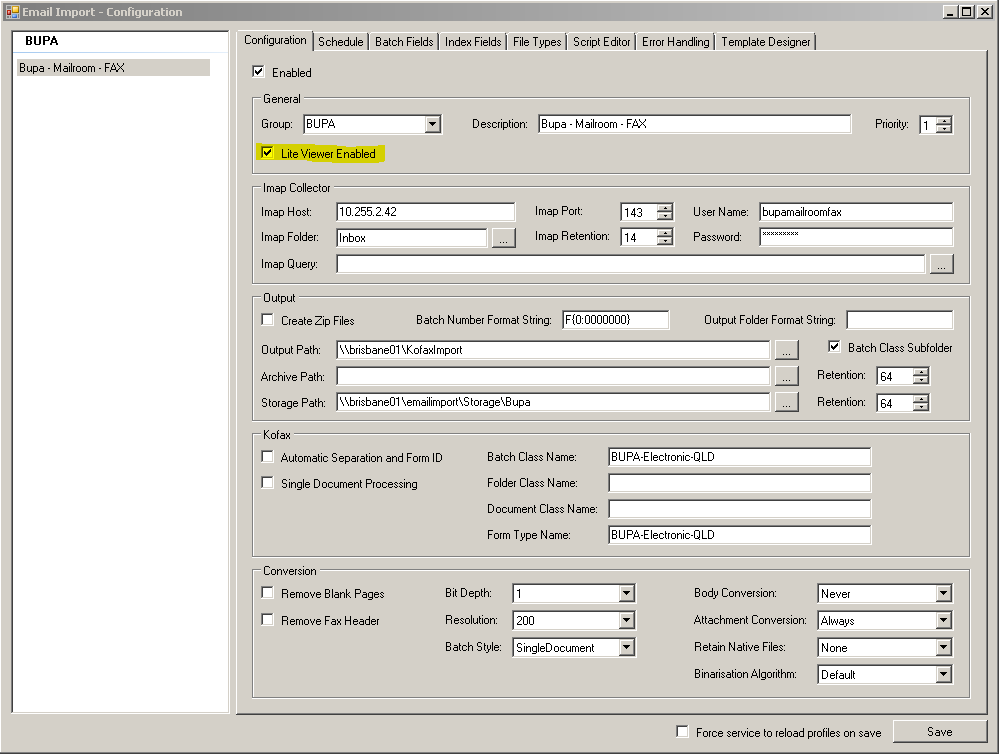 Email Import - Configuration
BUPA
Bupa - Mailroom - FAX
Configuration Schedule Batch Fields Index Fields File Types Script Editor Error Handling Template Designer
Enabled
General
Group: BUPA Description: Bupa - Mailroom - FAX Priority: 1
Lite Viewer Enabled
Imap Collector
Imap Host: 10.255.2.42 Imap Port: 143 User Name: bupamailroomfax
Imap Folder: Inbox ... Imap Retention: 14 Password: *********
Imap Query: ...
Output
Create Zip Files Batch Number Format String: F{0:0000000} Output Folder Format String:
Output Path: \\brisbane01\KofaxImport ... Batch Class Subfolder
Archive Path: ... Retention: 64
Storage Path: \\brisbane01\emailimport\Storage\Bupa ... Retention: 64
Kofax
Automatic Separation and Form ID Batch Class Name: BUPA-Electronic-QLD
Single Document Processing Folder Class Name:
Document Class Name:
Form Type Name: BUPA-Electronic-QLD
Conversion
Remove Blank Pages Bit Depth: 1 Body Conversion: Never
Remove Fax Header Resolution: 200 Attachment Conversion: Always
Batch Style: SingleDocument Retain Native Files: None
Binarisation Algorithm: Default
Force service to reload profiles on save Save